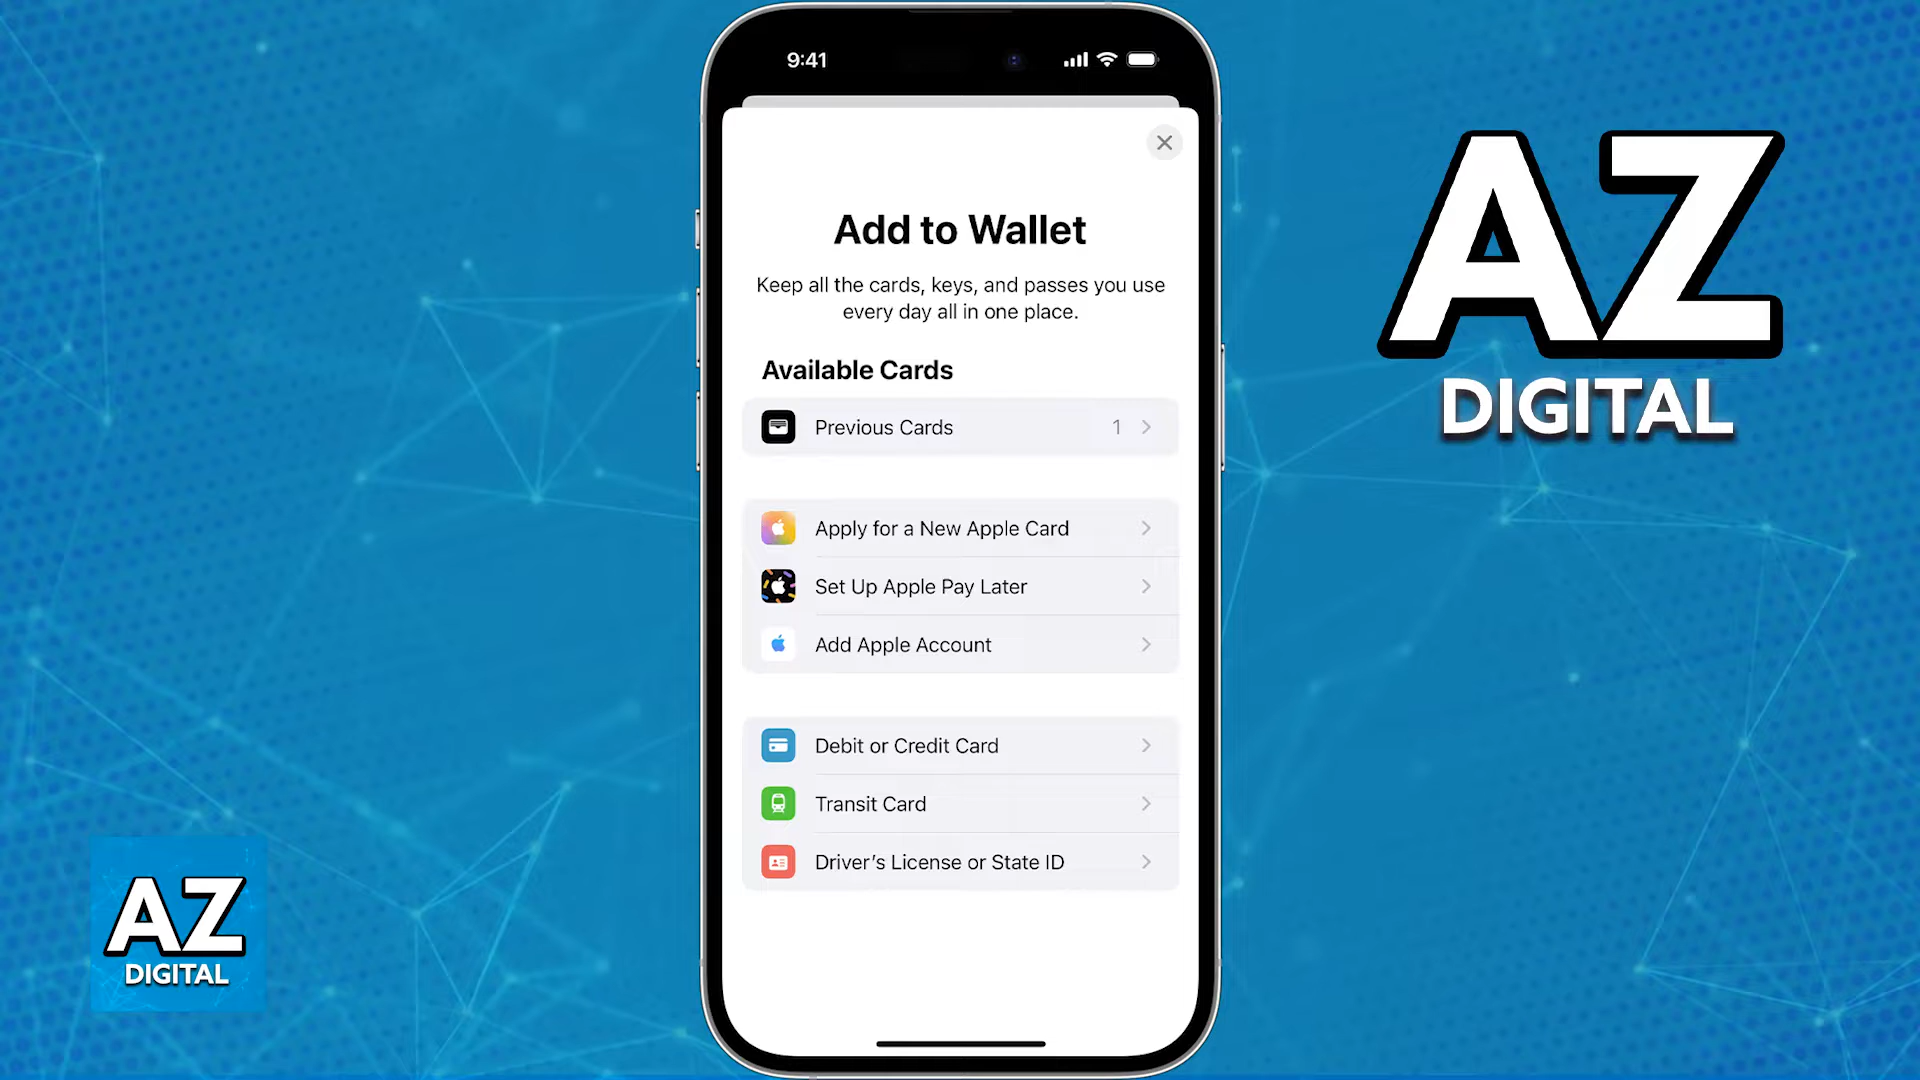 9:41
Add to Wallet
Keep all the cards, keys, and passes you use
every day all in one place.
Available Cards
Previous Cards 1
Apply for a New Apple Card
Set Up Apple Pay Later
Add Apple Account
Debit or Credit Card
Transit Card
Driver’s License or State ID
AZ
DIGITAL
AZ
DIGITAL